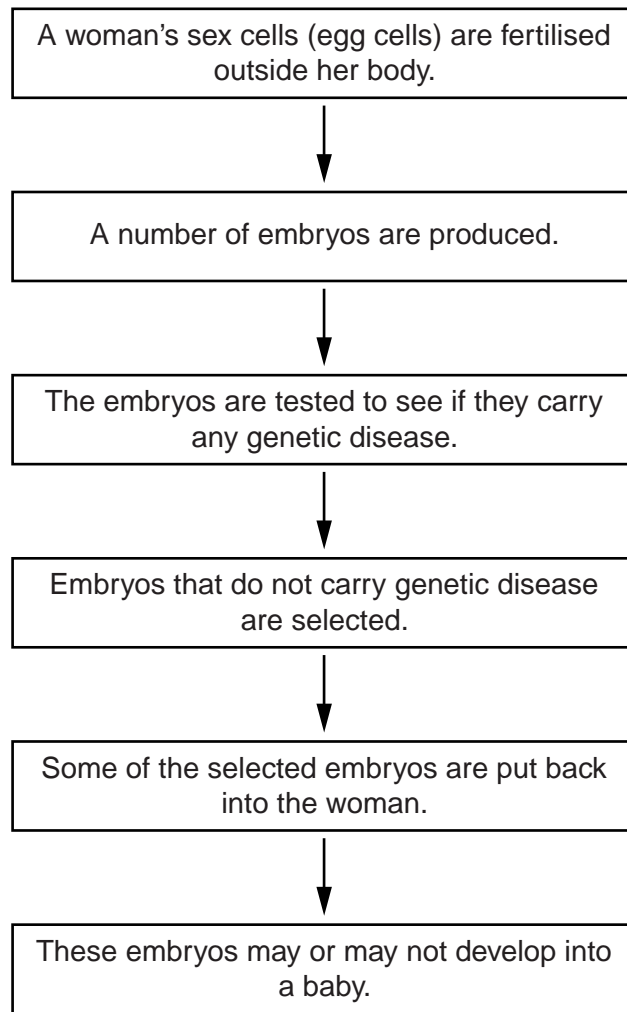 A woman's sex cells (egg cells) are fertilised
outside her body.
A number of embryos are produced.
The embryos are tested to see if they carry
any genetic disease.
Embryos that do not carry genetic disease
are selected.
Some of the selected embryos are put back
into the woman.
These embryos may or may not develop into
a baby.